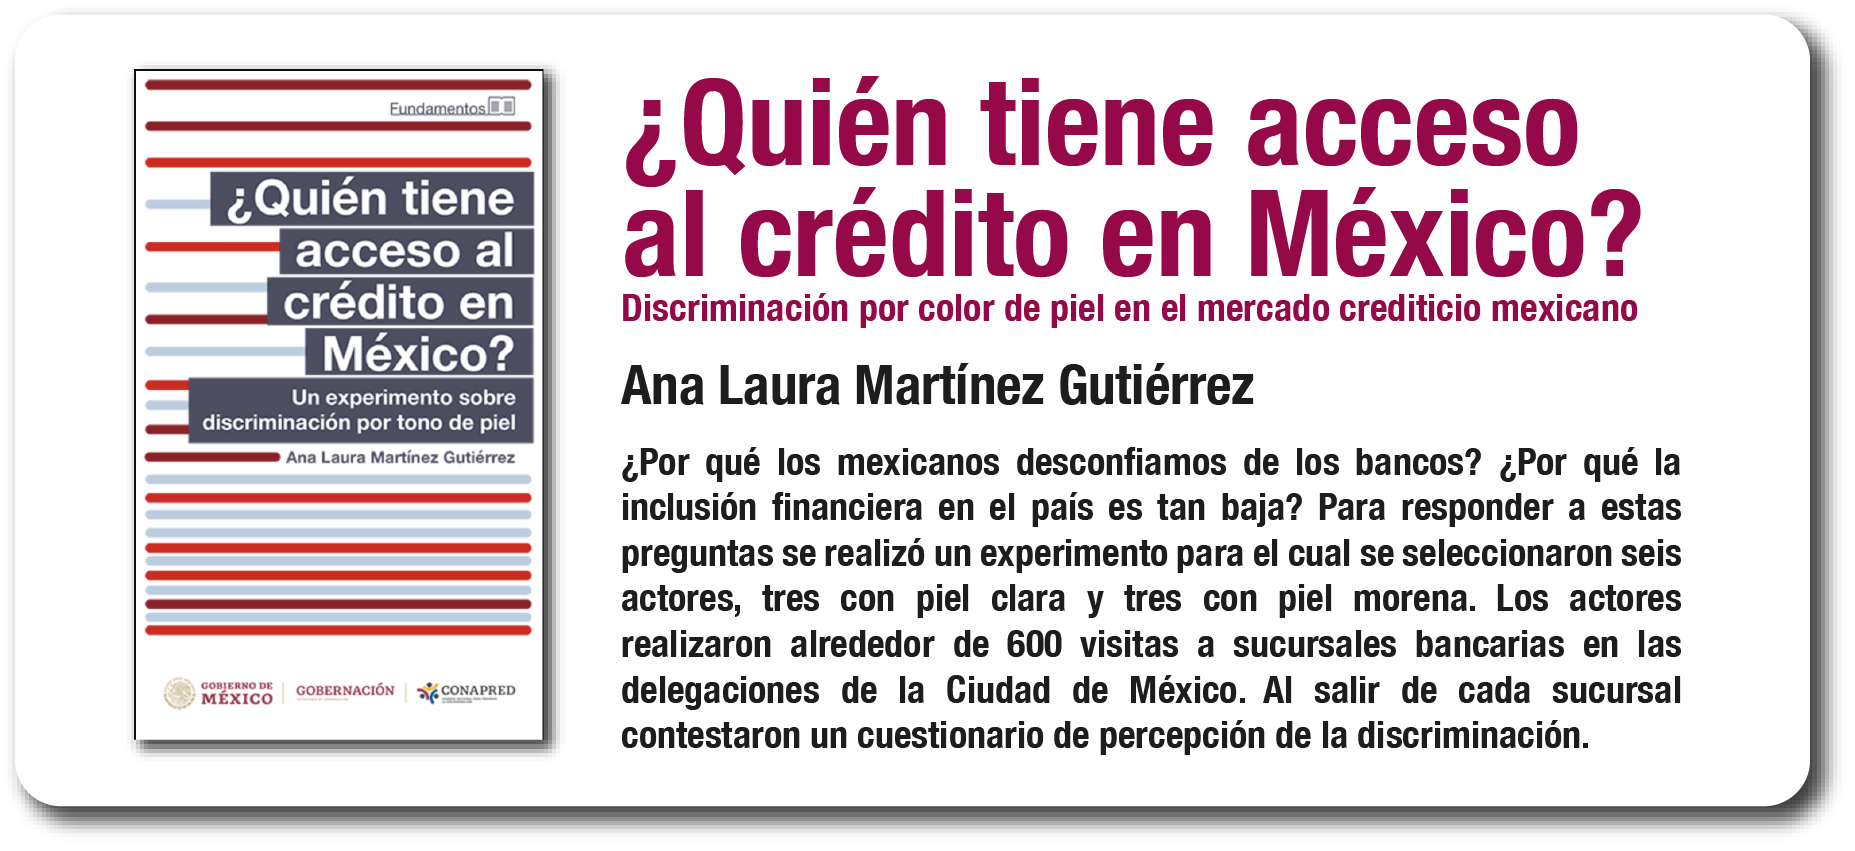 Fundamentos
¿Quién tiene
acceso al
crédito en
México?
Un experimento sobre
discriminación por tono de piel
Ana Laura Martínez Gutiérrez
GOBIERNO DE
MÉXICO
GOBERNACIÓN
CONAPRED
¿Quién tiene acceso
al crédito en México?
Discriminación por color de piel en el mercado crediticio mexicano
Ana Laura Martínez Gutiérrez
¿Por qué los mexicanos desconfiamos de los bancos? ¿Por qué la
inclusión financiera en el país es tan baja? Para responder a estas
preguntas se realizó un experimento para el cual se seleccionaron seis
actores, tres con piel clara y tres con piel morena. Los actores
realizaron alrededor de 600 visitas a sucursales bancarias en las
delegaciones de la Ciudad de México. Al salir de cada sucursal
contestaron un cuestionario de percepción de la discriminación.